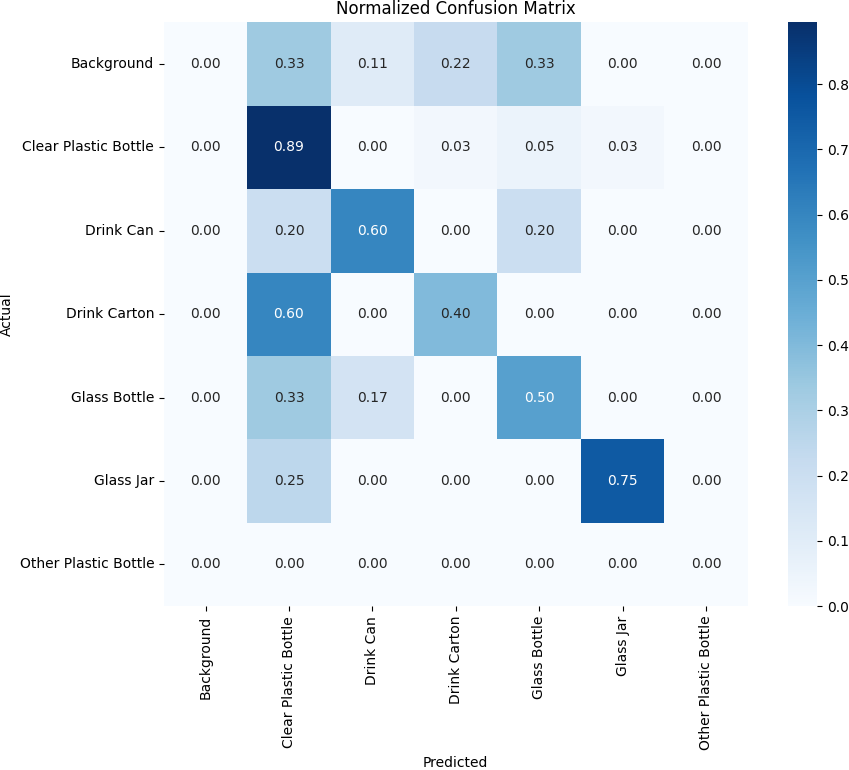 Normalized Confusion Matrix
Background 0.00 0.33 0.11 0.22 0.33 0.00 0.00
Clear Plastic Bottle 0.00 0.89 0.00 0.03 0.05 0.03 0.00
Drink Can 0.00 0.20 0.60 0.00 0.20 0.00 0.00
Drink Carton 0.00 0.60 0.00 0.40 0.00 0.00 0.00
Glass Bottle 0.00 0.33 0.17 0.00 0.50 0.00 0.00
Glass Jar 0.00 0.25 0.00 0.00 0.00 0.75 0.00
Other Plastic Bottle 0.00 0.00 0.00 0.00 0.00 0.00 0.00
Actual
Background
Clear Plastic Bottle
Drink Can
Drink Carton
Glass Bottle
Glass Jar
Other Plastic Bottle
Predicted
0.8
0.7
0.6
0.5
0.4
0.3
0.2
0.1
0.0